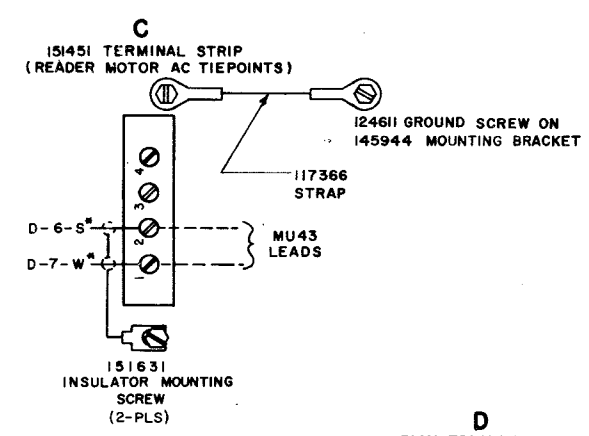 C
151451 TERMINAL STRIP
(READER MOTOR AC TIEPOINTS)
124611 GROUND SCREW ON
145944 MOUNTING BRACKET
117366
STRAP
4
3
2
1
D-6-S*
D-7-W*
MU43
LEADS
151631
INSULATOR MOUNTING
SCREW
(2-PLS)
D